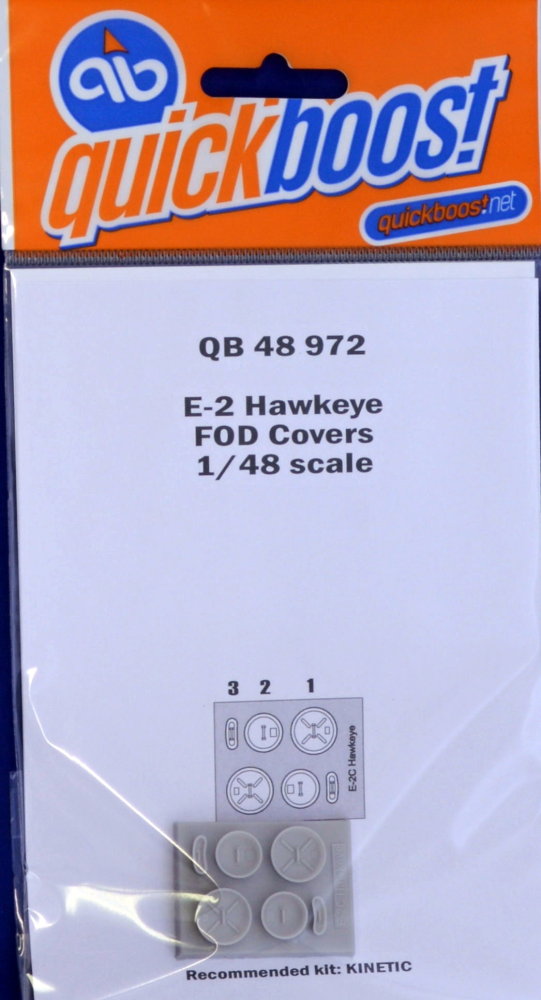 qb
quickboost
quickboost.net
QB 48 972
E-2 Hawkeye
FOD Covers
1/48 scale
3 2 1
E-2C Hawkeye
Recommended kit: KINETIC